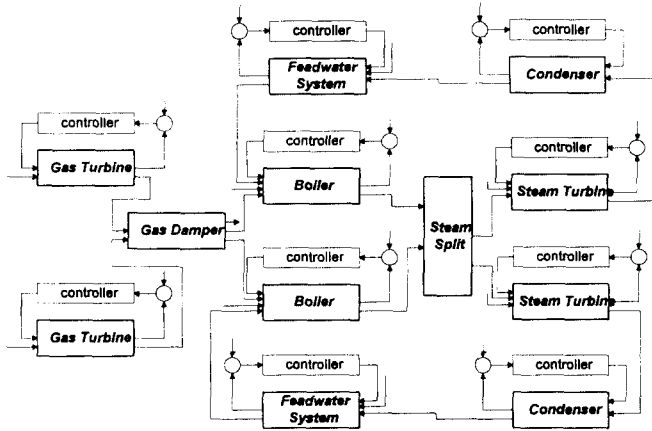 controller
controller
Feedwater
System
Condenser
controller
controller
controller
Gas Turbine
Boiler
Steam Turbine
Gas Damper
Steam
Split
controller
controller
Boiler
Steam Turbine
controller
Gas Turbine
controller
controller
Feedwater
System
Condenser